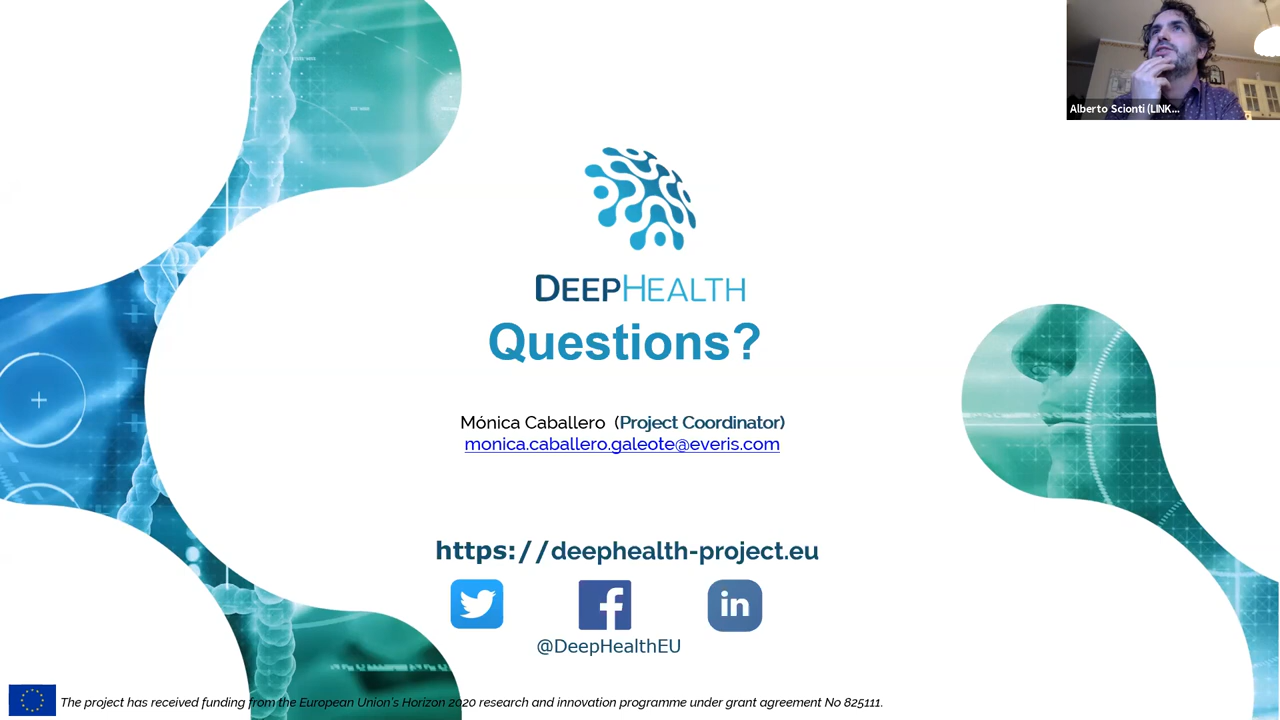 Alberto Scionti (LINK...
DEEPHEALTH
Questions?
Mónica Caballero (Project Coordinator)
monica.caballero.galeote@everis.com
https://deephealth-project.eu
in
@DeepHealthEU
The project has received funding from the European Union's Horizon 2020 research and innovation programme under grant agreement No 825111.